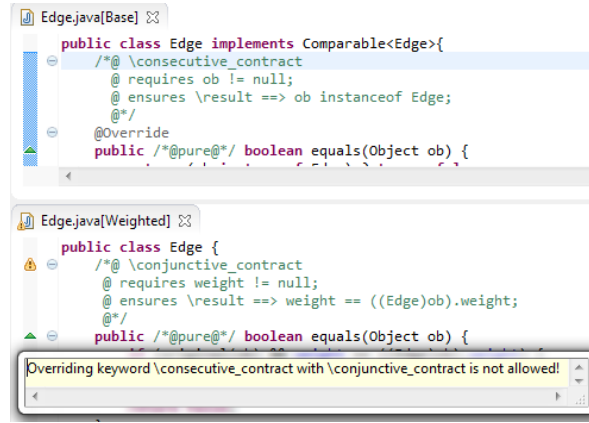 Edge.java[Base]
public class Edge implements Comparable<Edge>{
/*@ \consecutive_contract
@ requires ob != null;
@ ensures \result ==> ob instanceof Edge;
@*/
@Override
public /*@pure@*/ boolean equals(Object ob) {
Edge.java[Weighted]
public class Edge {
/*@ \conjunctive_contract
@ requires weight != null;
@ ensures \result ==> weight == ((Edge)ob).weight;
@*/
public /*@pure@*/ boolean equals(Object ob) {
Overriding keyword \consecutive_contract with \conjunctive_contract is not allowed!